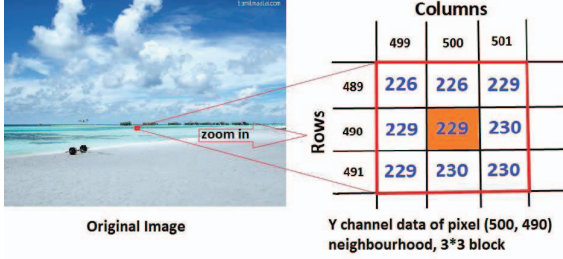 Columns
499 500 501
Rows
489 226 226 229
490 229 229 230
491 229 230 230
zoom in
Original Image
Y channel data of pixel (500, 490)
neighbourhood, 3*3 block